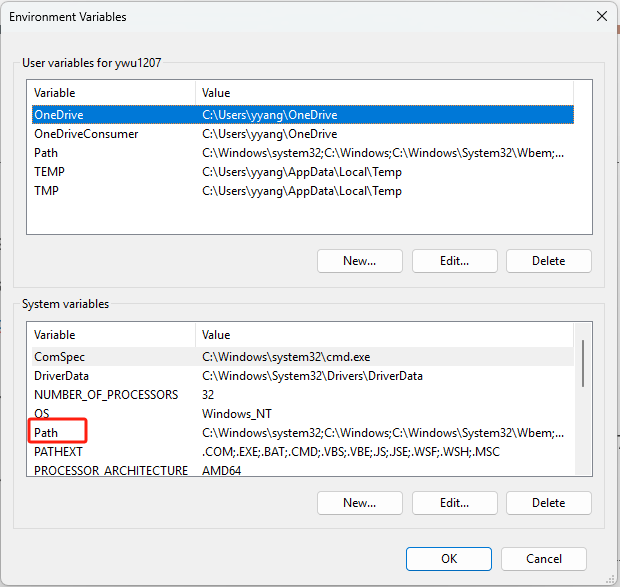 Environment Variables
User variables for ywu1207
Variable Value
OneDrive C:\Users\yyang\OneDrive
OneDriveConsumer C:\Users\yyang\OneDrive
Path C:\Windows\system32;C:\Windows;C:\Windows\System32\Wbem;...
TEMP C:\Users\yyang\AppData\Local\Temp
TMP C:\Users\yyang\AppData\Local\Temp
New... Edit... Delete
System variables
Variable Value
ComSpec C:\Windows\system32\cmd.exe
DriverData C:\Windows\System32\Drivers\DriverData
NUMBER_OF_PROCESSORS 32
OS Windows_NT
Path C:\Windows\system32;C:\Windows;C:\Windows\System32\Wbem;...
PATHEXT .COM;.EXE;.BAT;.CMD;.VBS;.VBE;.JS;.JSE;.WSF;.WSH;.MSC
PROCESSOR_ARCHITECTURE AMD64
New... Edit... Delete
OK Cancel